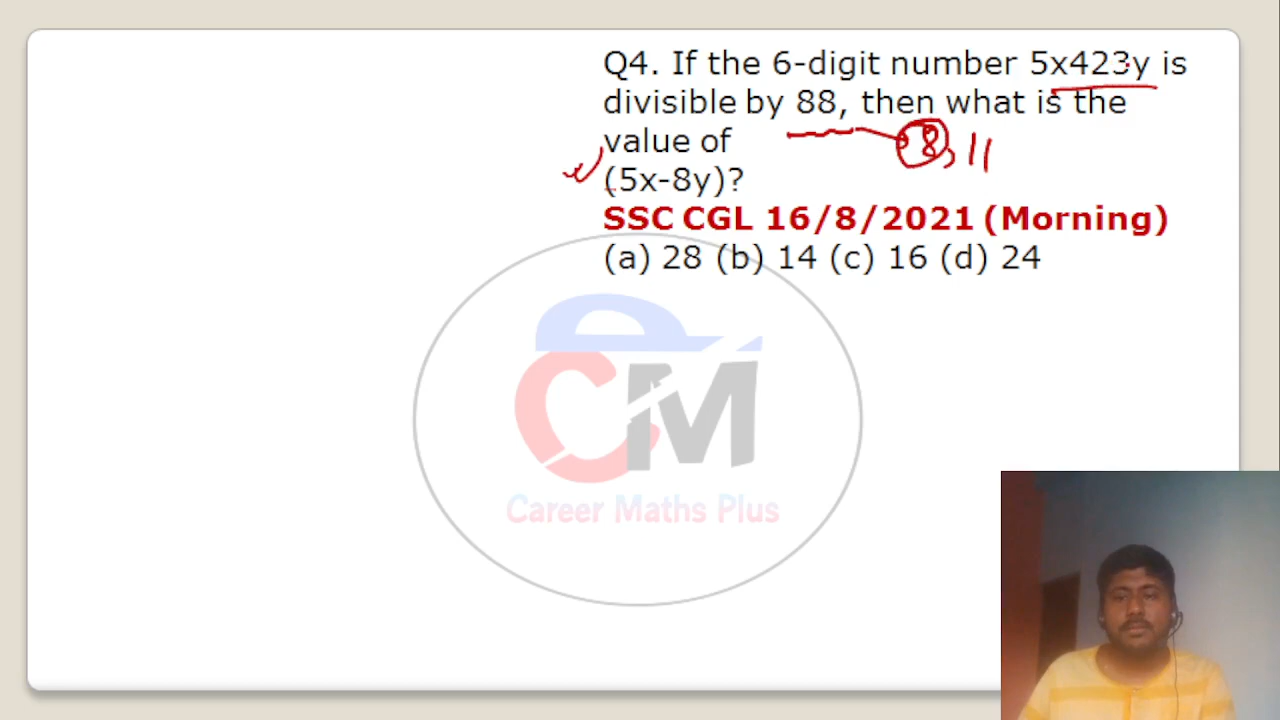 Q4. If the 6-digit number 5x423y is
divisible by 88, then what is the
value of
8, 11
(5x-8y)?
SSC CGL 16/8/2021 (Morning)
(a) 28 (b) 14 (c) 16 (d) 24
CM
Career Maths Plus